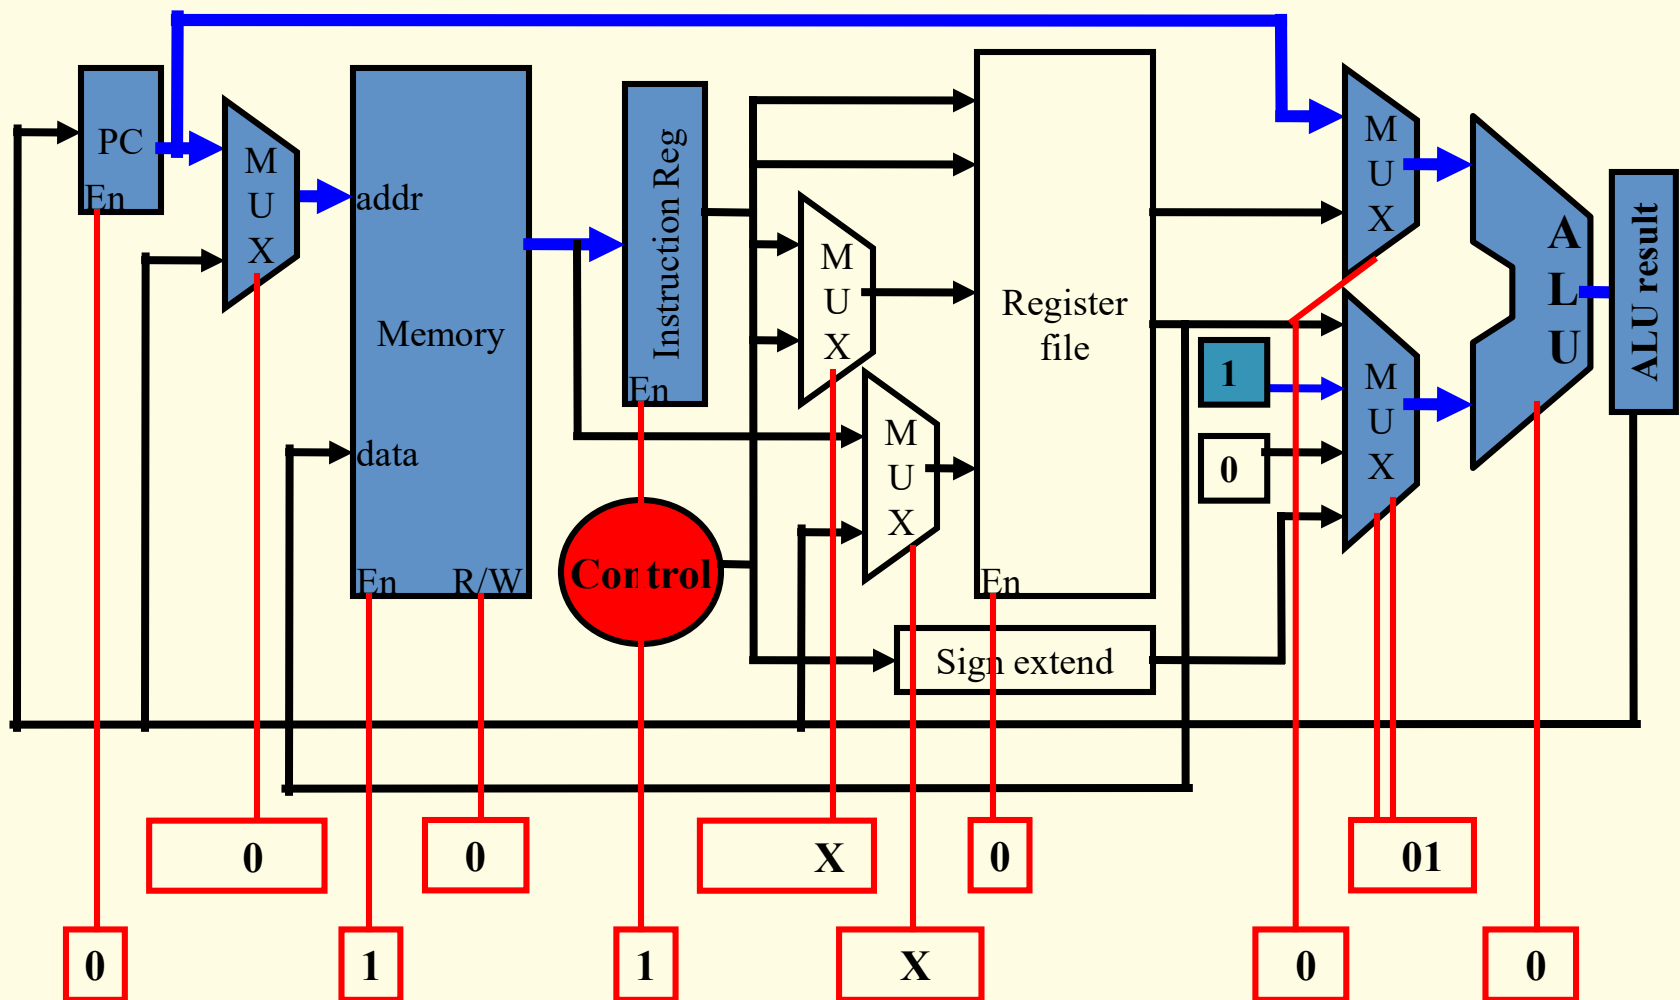 PC
En
M
U
X
addr
Memory
data
En
R/W
Instruction Reg
En
Control
M
U
X
M
U
X
Register
file
En
Sign extend
1
0
M
U
X
M
U
X
A
L
U
ALU result
0
0
X
0
01
0
1
1
X
0
0